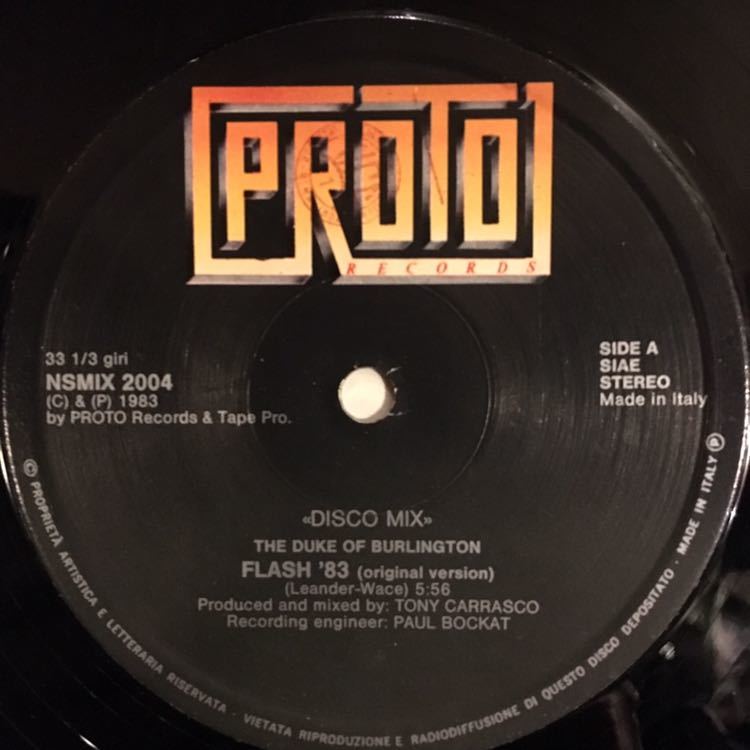 PROTO
RECORDS
33 1/3 giri
NSMIX 2004
(C) & (P) 1983
by PROTO Records & Tape Pro.
SIDE A
SIAE
STEREO
Made in Italy
«DISCO MIX»
THE DUKE OF BURLINGTON
FLASH '83 (original version)
(Leander-Wace) 5:56
Produced and mixed by: TONY CARRASCO
Recording engineer: PAUL BOCKAT
© PROPRIETÀ ARTISTICA E LETTERARIA RISERVATA - VIETATA RIPRODUZIONE E RADIODIFFUSIONE DI QUESTO DISCO DEPOSITATO - MADE IN ITALY ℗